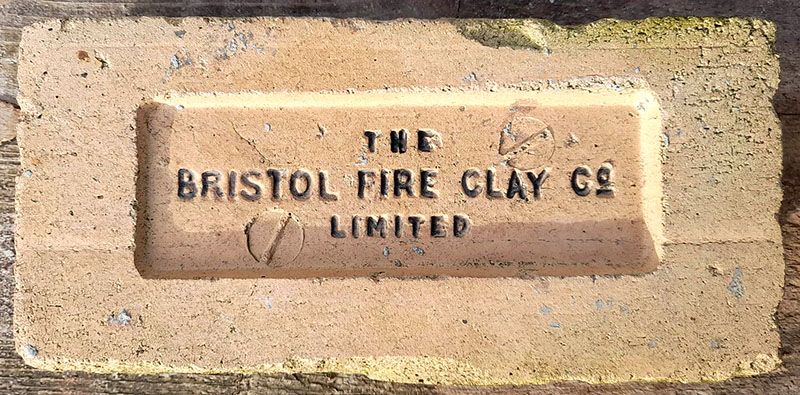 THE
BRISTOL FIRE CLAY Cº
LIMITED